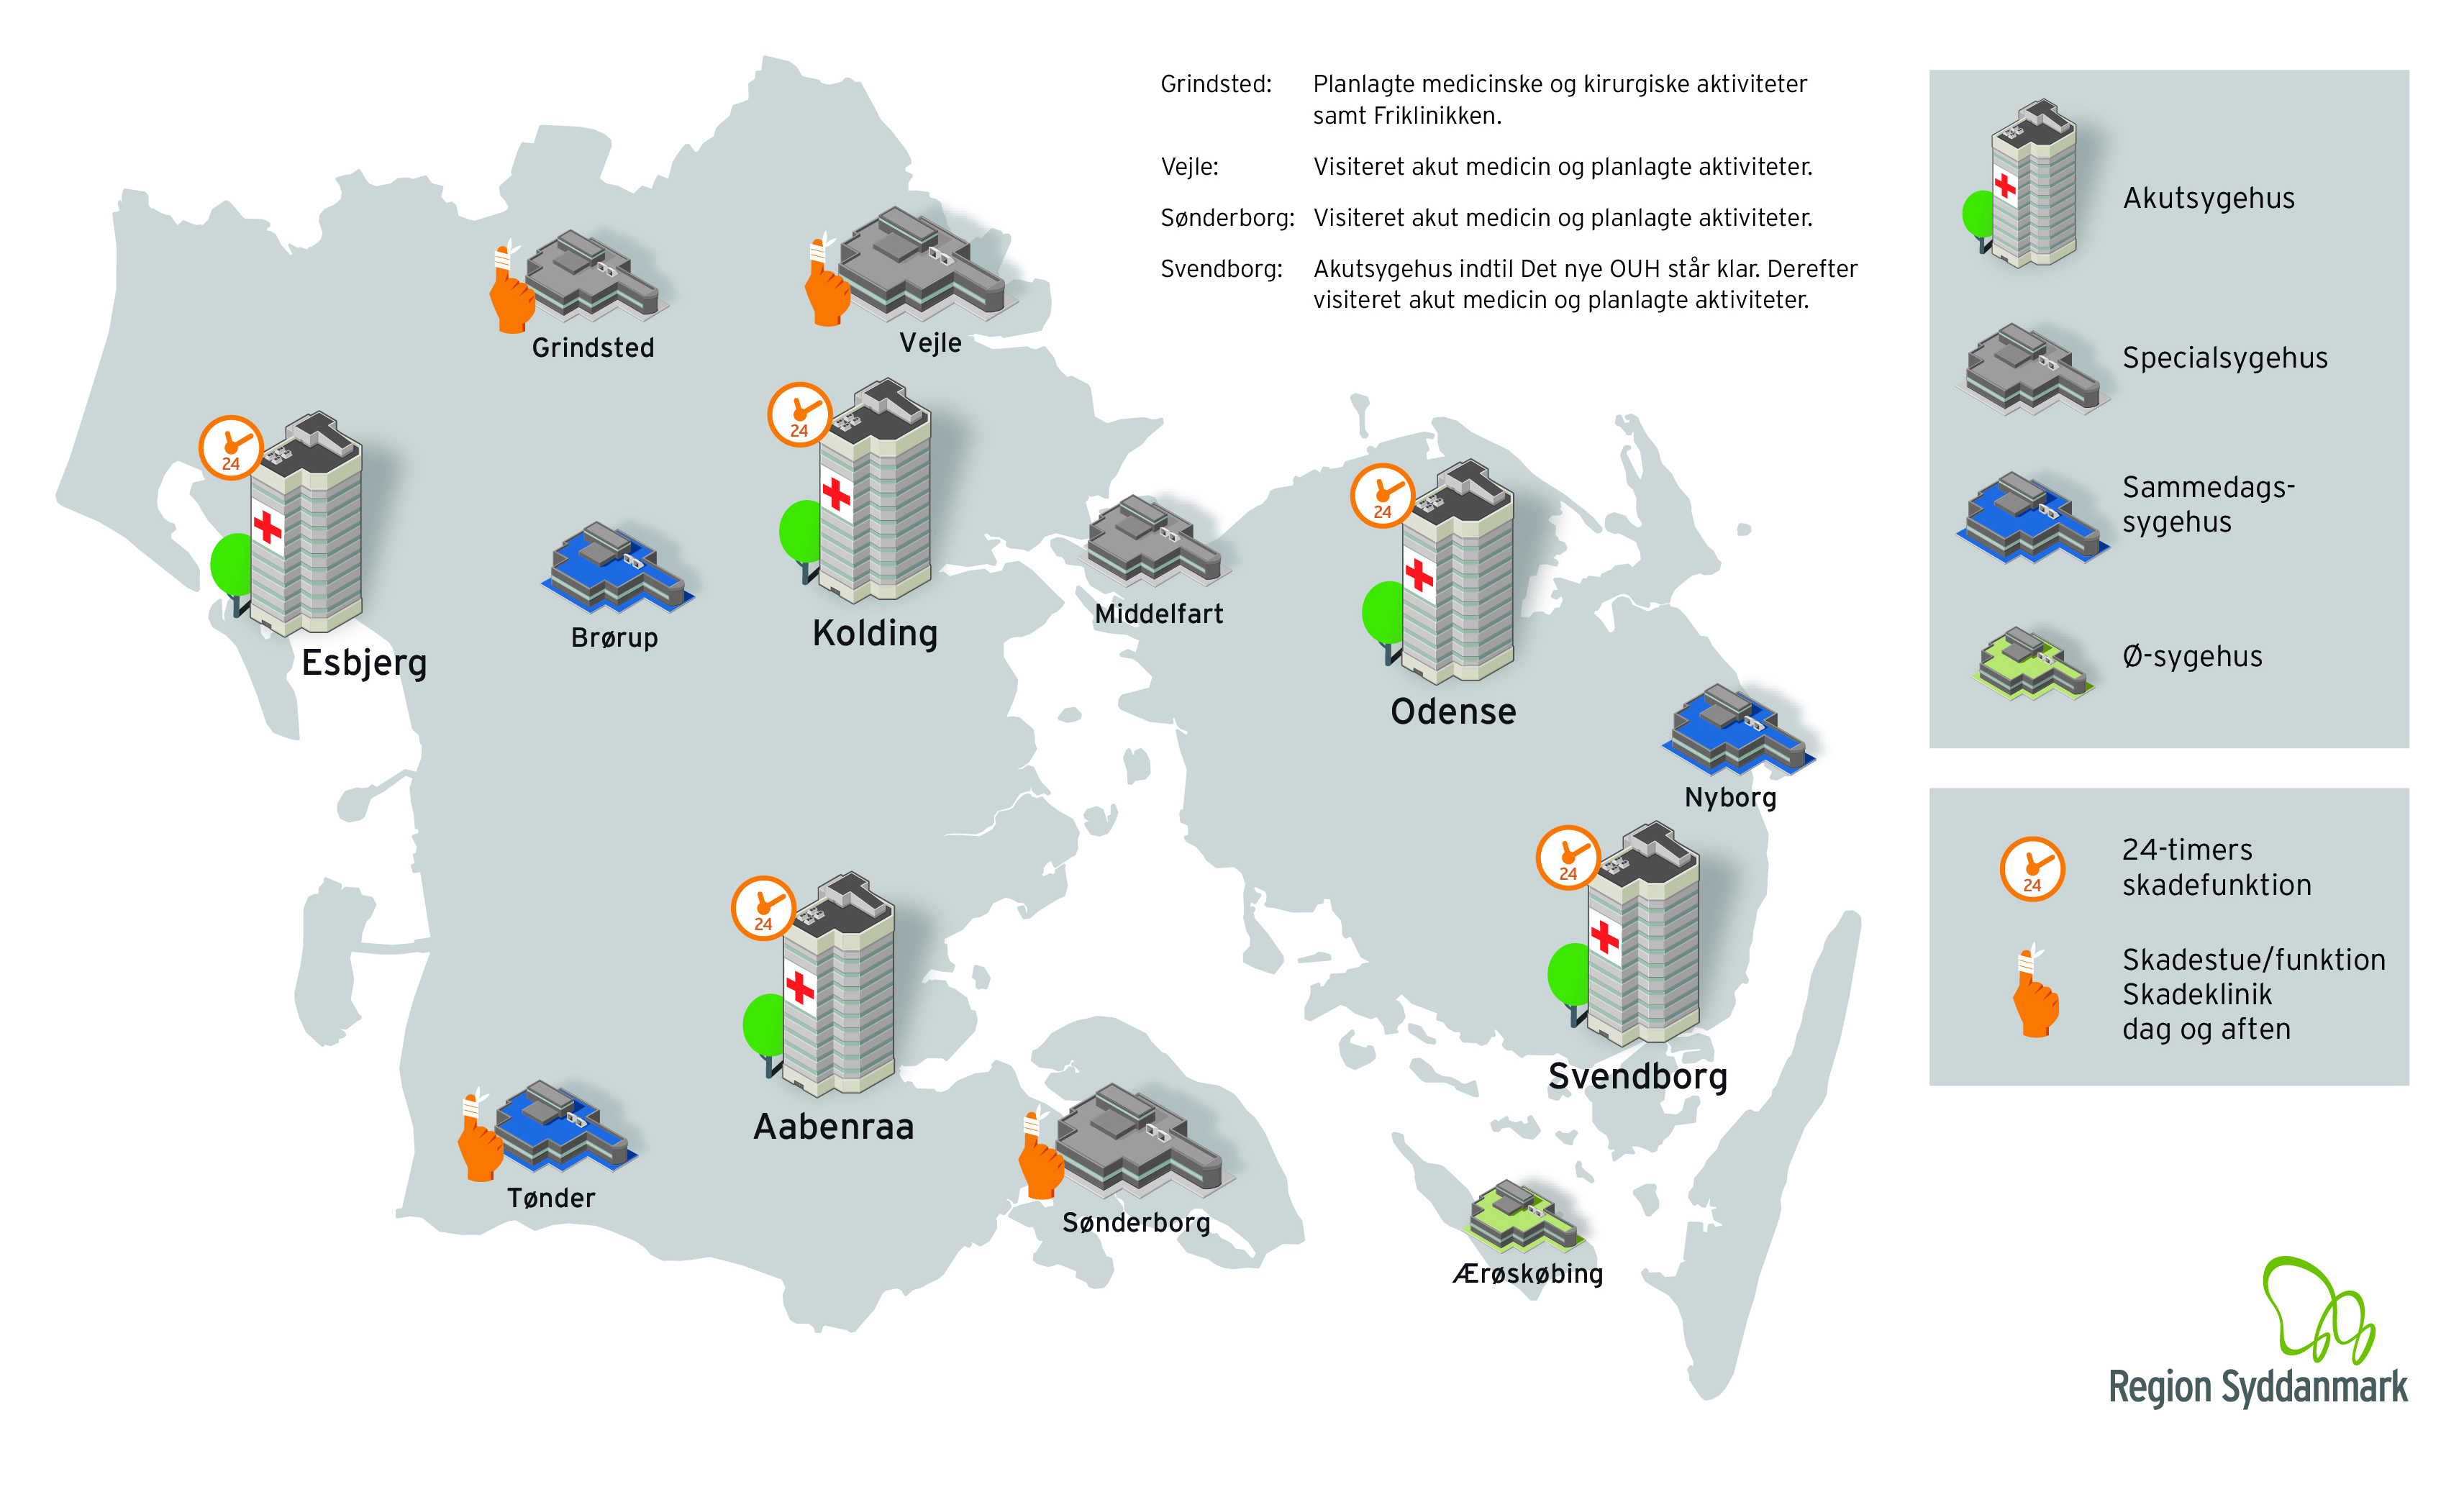 Grindsted: Planlagte medicinske og kirurgiske aktiviteter
samt Friklinikken.
Vejle: Visiteret akut medicin og planlagte aktiviteter.
Sønderborg: Visiteret akut medicin og planlagte aktiviteter.
Svendborg: Akutsygehus indtil Det nye OUH står klar. Derefter
visiteret akut medicin og planlagte aktiviteter.
Grindsted
Vejle
24
Esbjerg
Brørup
24
Kolding
Middelfart
24
Odense
Nyborg
24
Svendborg
24
Aabenraa
Tønder
Sønderborg
Ærøskøbing
Akutsygehus
Specialsygehus
Sammedags-
sygehus
Ø-sygehus
24
24-timers
skadefunktion
Skadestue/funktion
Skadeklinik
dag og aften
Region Syddanmark